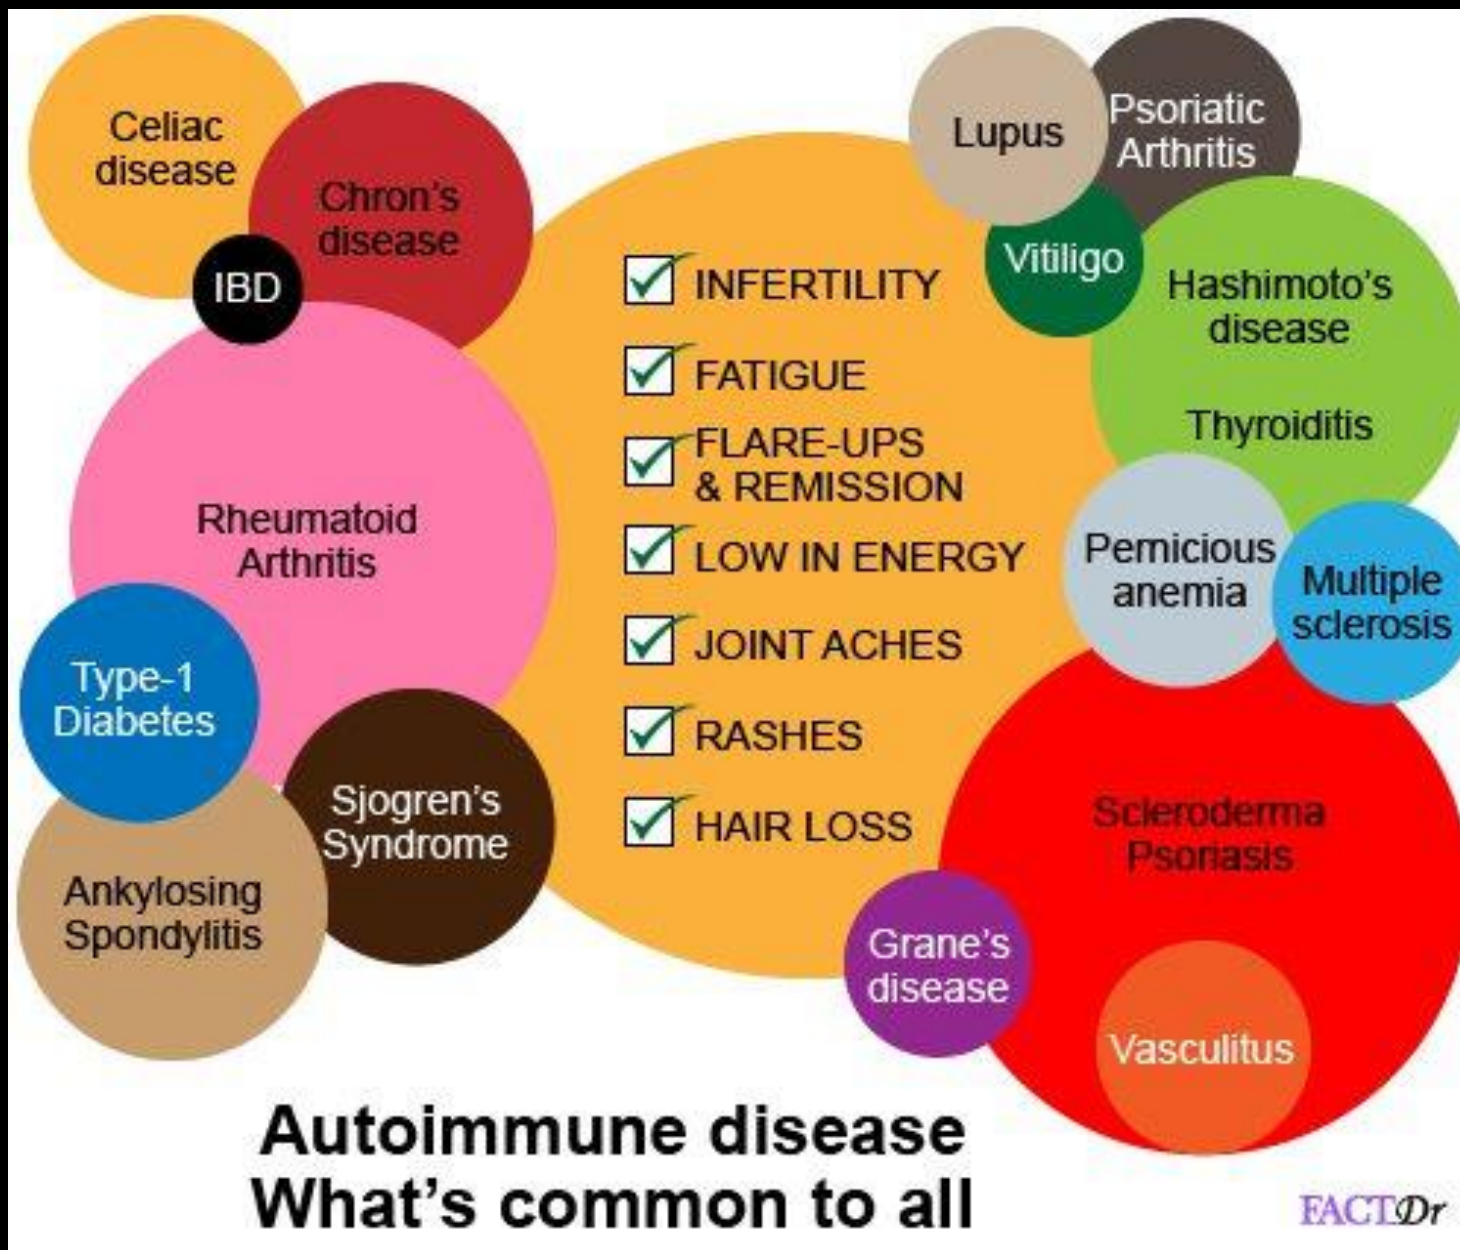 Celiac
disease
Chron's
disease
IBD
Rheumatoid
Arthritis
Type-1
Diabetes
Sjogren's
Syndrome
Ankylosing
Spondylitis
INFERTILITY
FATIGUE
FLARE-UPS
& REMISSION
LOW IN ENERGY
JOINT ACHES
RASHES
HAIR LOSS
Lupus
Psoriatic
Arthritis
Vitiligo
Hashimoto's
disease
Thyroiditis
Pernicious
anemia
Multiple
sclerosis
Scleroderma
Psoriasis
Grane's
disease
Vasculitus
Autoimmune disease
What's common to all
FACTDr